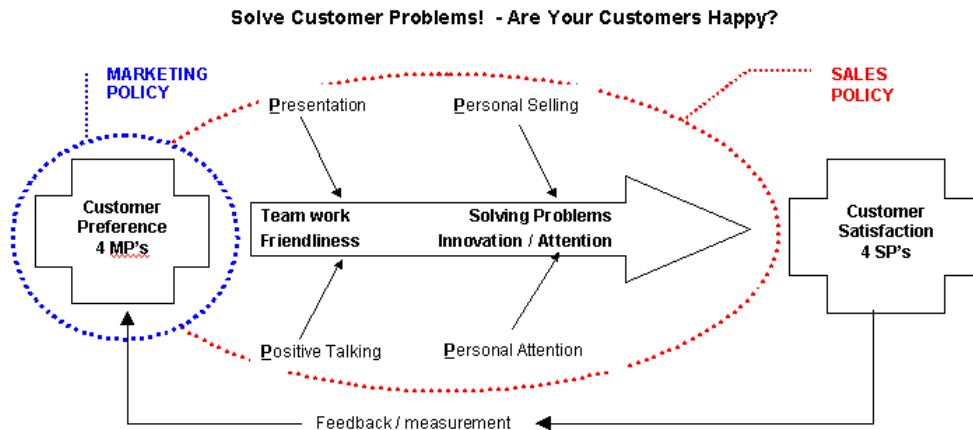 Solve Customer Problems!  - Are Your Customers Happy?
MARKETING
POLICY
SALES
POLICY
Presentation
Personal Selling
Customer
Preference
4 MP's
Team work
Friendliness
Solving Problems
Innovation / Attention
Customer
Satisfaction
4 SP's
Positive Talking
Personal Attention
Feedback / measurement